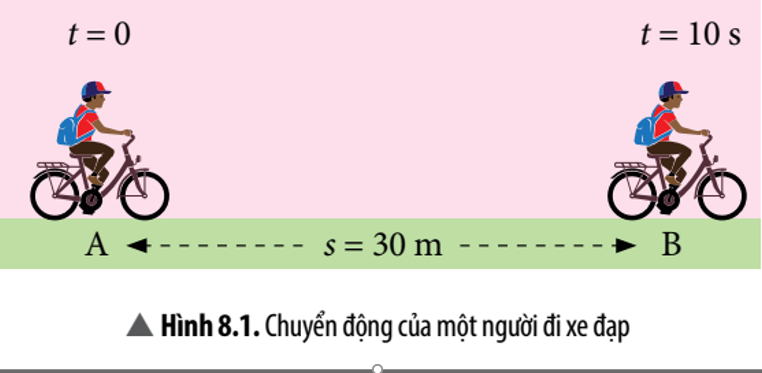 t = 0 t = 10 s
A s = 30 m B
▲ Hình 8.1. Chuyển động của một người đi xe đạp